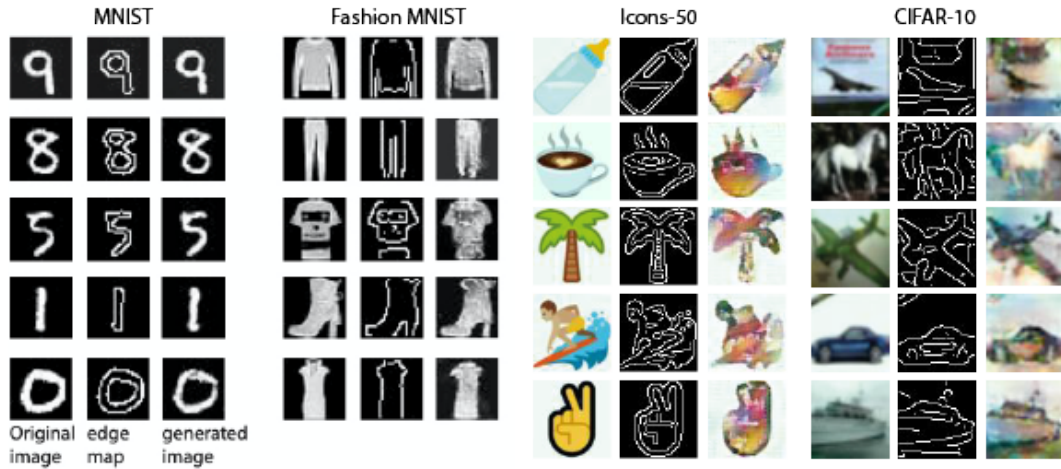 MNIST
Fashion MNIST
Icons-50
CIFAR-10
Original image
edge map
generated image